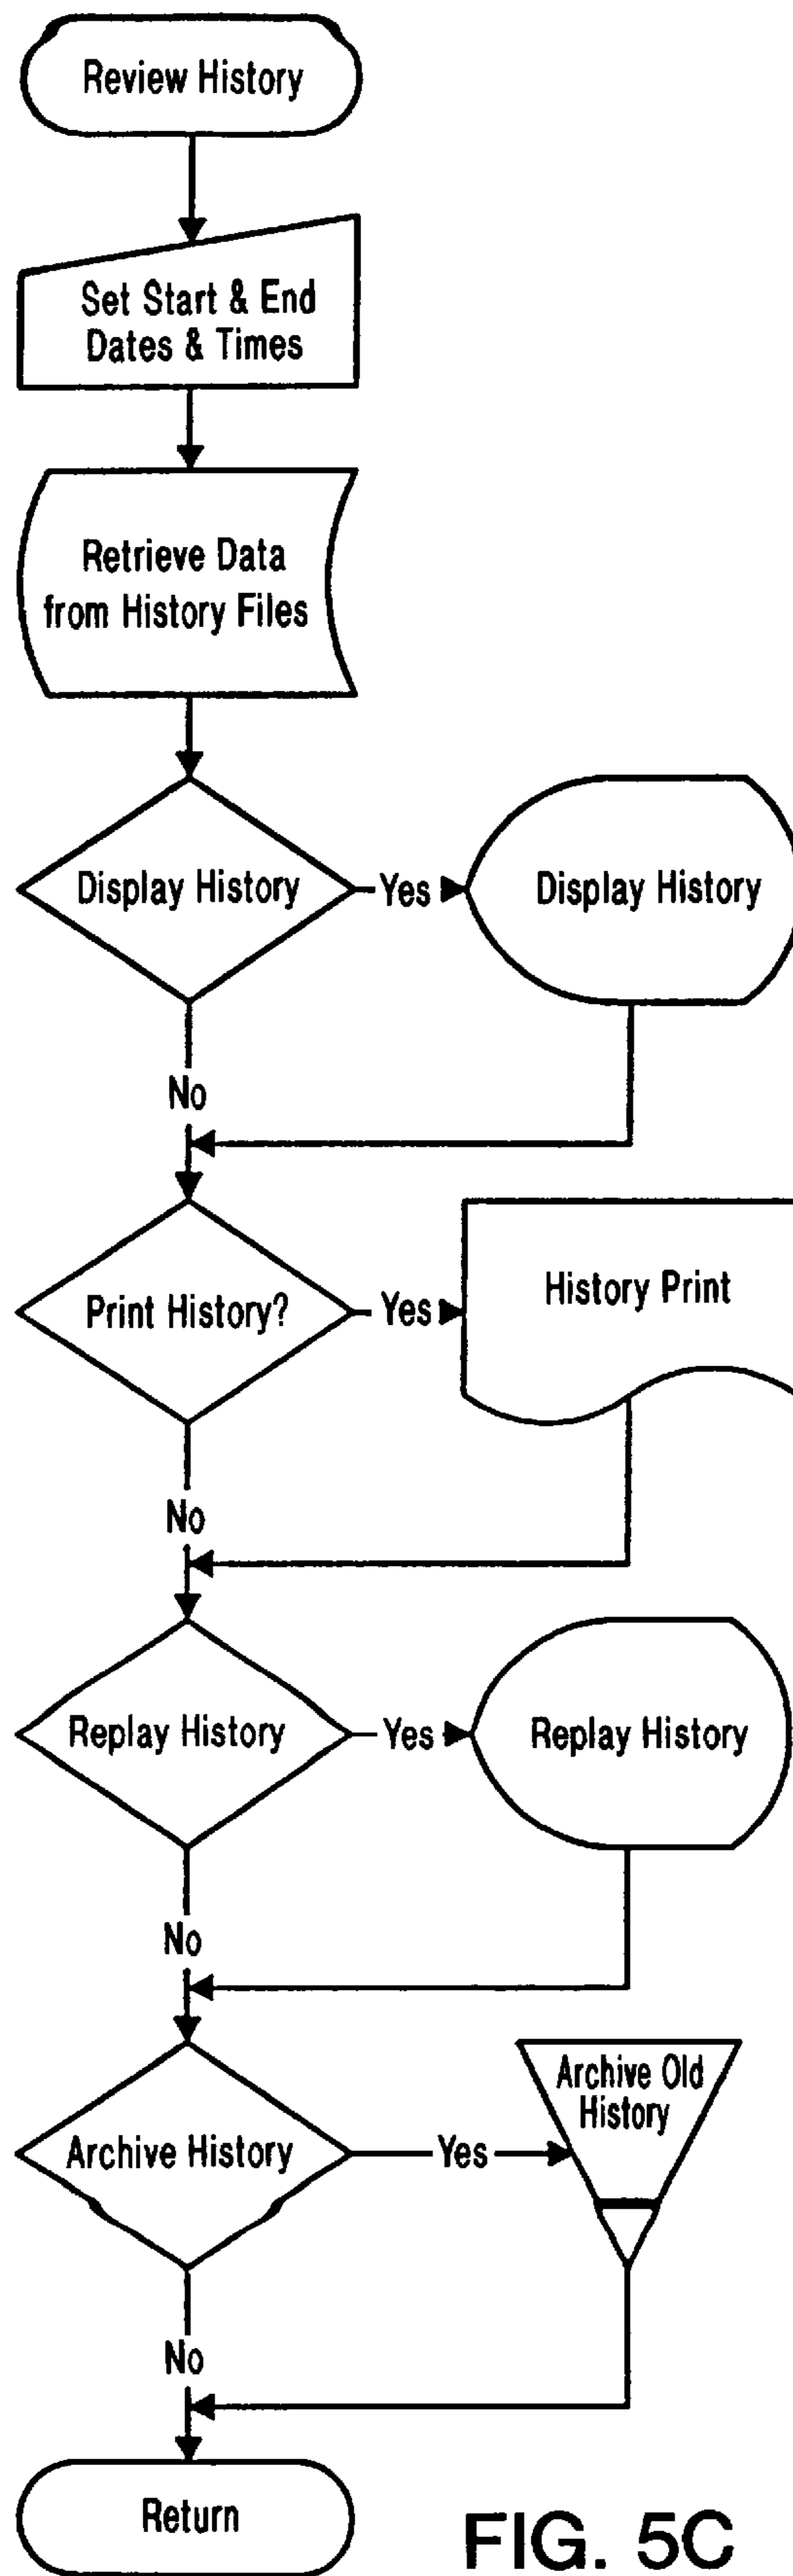 Review History
Set Start & End
Dates & Times
Retrieve Data
from History Files
Display History
Yes
Display History
No
Print History?
Yes
History Print
No
Replay History
Yes
Replay History
No
Archive History
Yes
Archive Old
History
No
Return
FIG. 5C